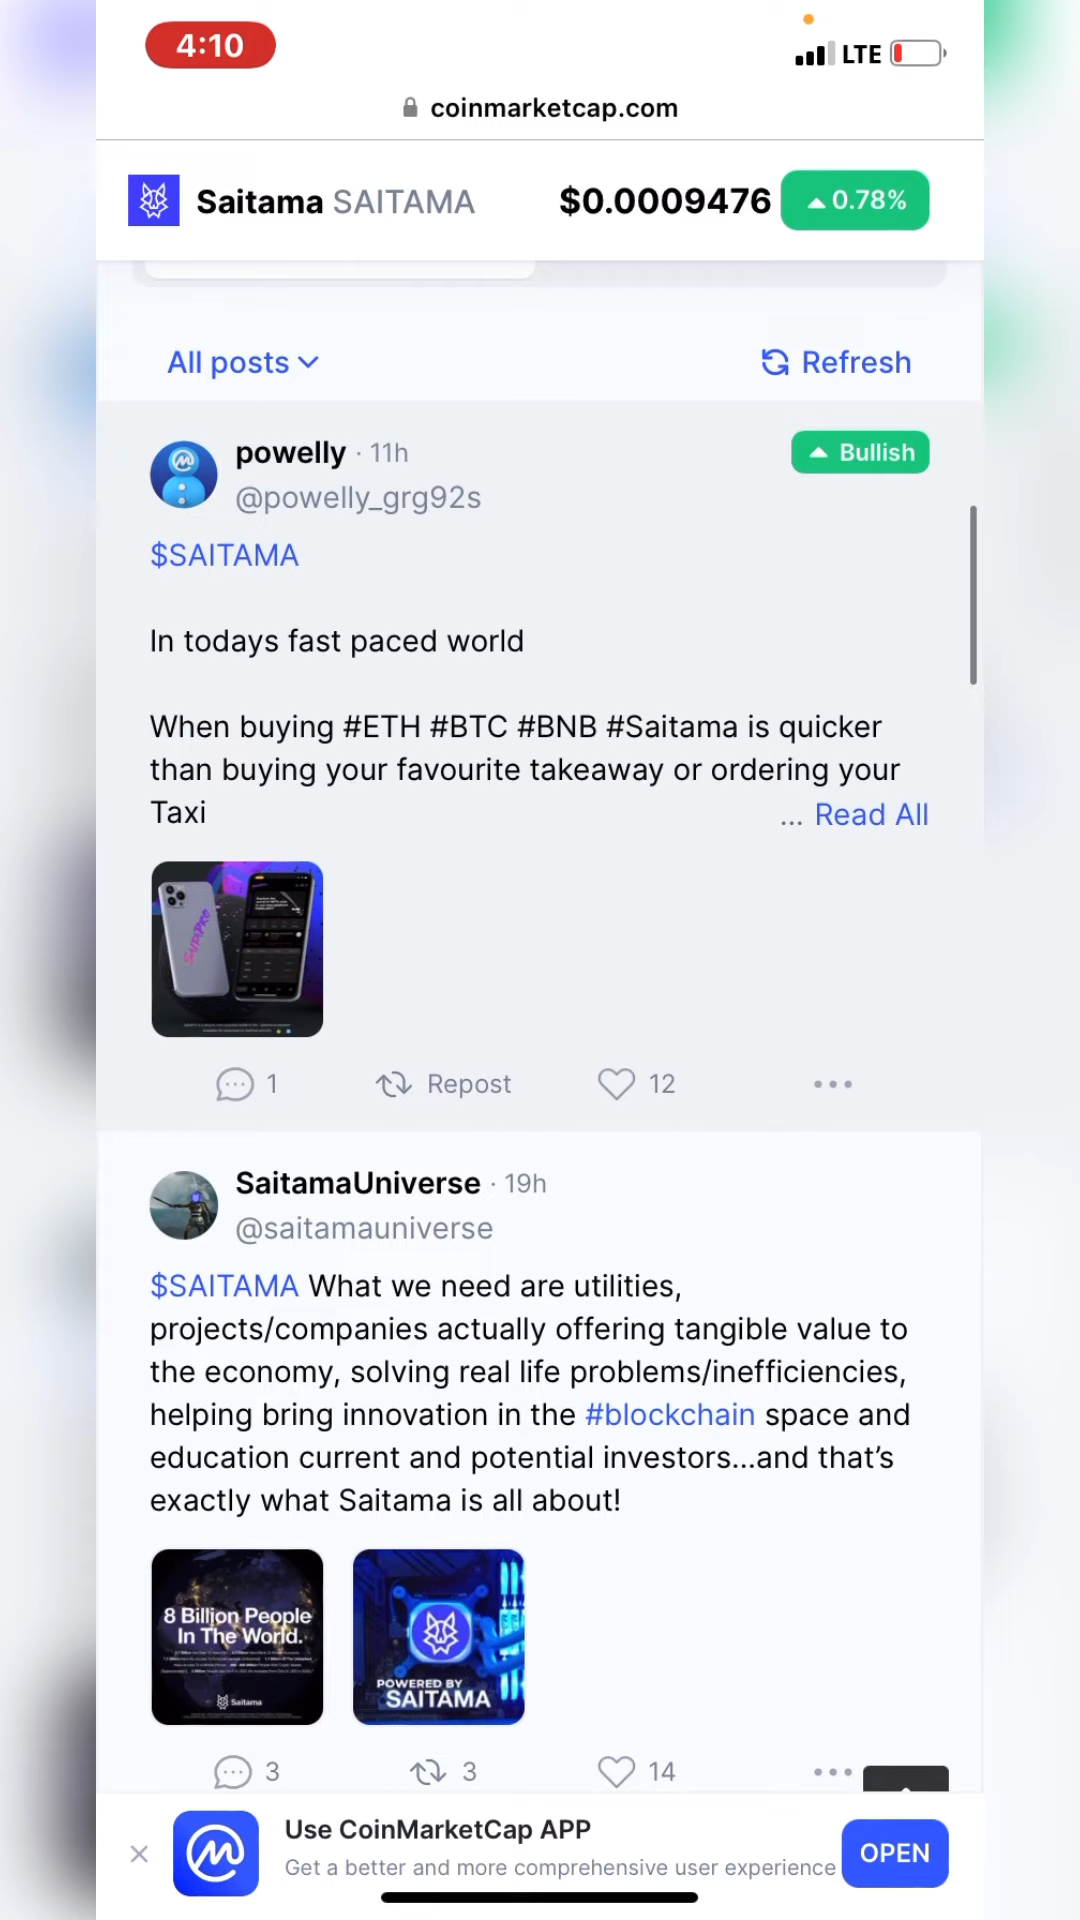 4:10
LTE
coinmarketcap.com
Saitama SAITAMA
$0.0009476
0.78%
All posts
Refresh
powelly · 11h
Bullish
@powelly_grg92s
$SAITAMA
In todays fast paced world
When buying #ETH #BTC #BNB #Saitama is quicker
than buying your favourite takeaway or ordering your
Taxi
... Read All
SAITAPRO
1
Repost
12
SaitamaUniverse · 19h
@saitamauniverse
$SAITAMA What we need are utilities,
projects/companies actually offering tangible value to
the economy, solving real life problems/inefficiencies,
helping bring innovation in the #blockchain space and
education current and potential investors...and that’s
exactly what Saitama is all about!
8 Billion People
In The World.
Saitama
POWERED BY
SAITAMA
3
3
14
Use CoinMarketCap APP
Get a better and more comprehensive user experience
OPEN